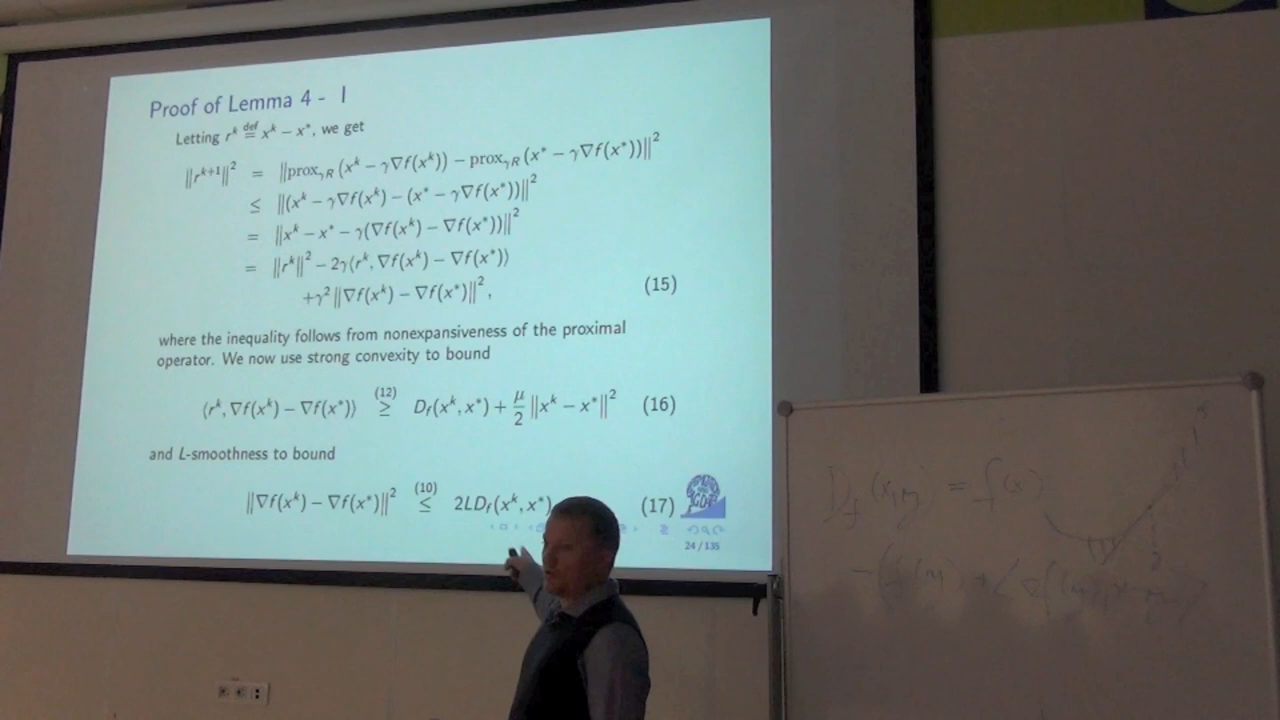 Proof of Lemma 4 - I
Letting r^k def= x^k − x*, we get
‖r^{k+1}‖² = ‖prox_{γR}(x^k − γ∇f(x^k)) − prox_{γR}(x* − γ∇f(x*))‖²
≤ ‖(x^k − γ∇f(x^k) − (x* − γ∇f(x*))‖²
= ‖x^k − x* − γ(∇f(x^k) − ∇f(x*))‖²
= ‖r^k‖² − 2γ⟨r^k, ∇f(x^k) − ∇f(x*)⟩
+γ² ‖∇f(x^k) − ∇f(x*)‖², (15)
where the inequality follows from nonexpansiveness of the proximal
operator. We now use strong convexity to bound
⟨r^k, ∇f(x^k) − ∇f(x*)⟩ (12)≥ D_f(x^k, x*) + μ/2 ‖x^k − x*‖² (16)
and L-smoothness to bound
‖∇f(x^k) − ∇f(x*)‖² (10)≤ 2LD_f(x^k, x*) (17)
24 / 135
D_f(x,y) = f(x)